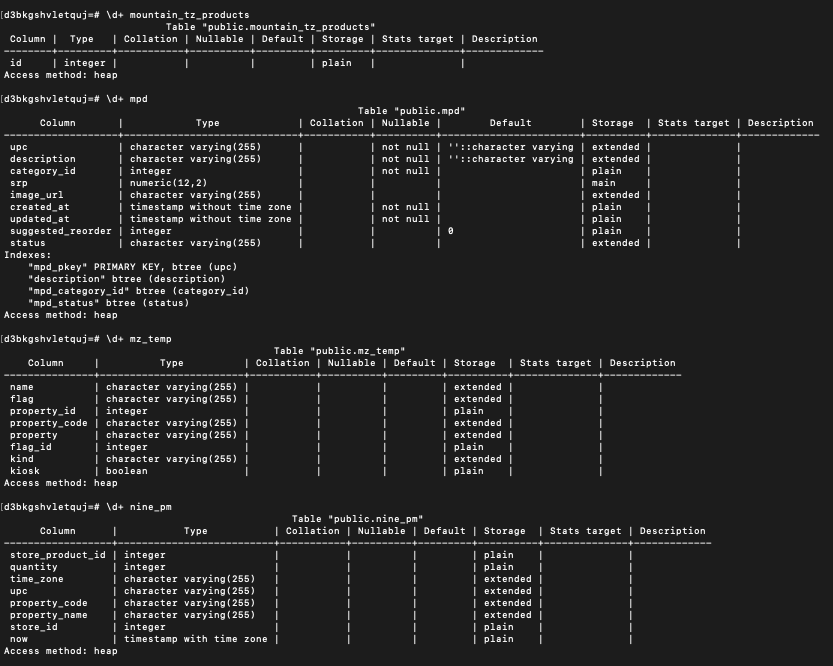 [d3bkgshvletquj=# \d+ mountain_tz_products
                           Table "public.mountain_tz_products"
 Column |  Type   | Collation | Nullable | Default | Storage | Stats target | Description
--------+---------+-----------+----------+---------+---------+--------------+-------------
 id     | integer |           |          |         | plain   |              |
Access method: heap
[d3bkgshvletquj=# \d+ mpd
                                                           Table "public.mpd"
      Column       |            Type             | Collation | Nullable |        Default        | Storage  | Stats target | Description
-------------------+-----------------------------+-----------+----------+-----------------------+----------+--------------+-------------
 upc               | character varying(255)      |           | not null | ''::character varying | extended |              |
 description       | character varying(255)      |           | not null | ''::character varying | extended |              |
 category_id       | integer                     |           | not null |                       | plain    |              |
 srp               | numeric(12,2)               |           |          |                       | main     |              |
 image_url         | character varying(255)      |           |          |                       | extended |              |
 created_at        | timestamp without time zone |           | not null |                       | plain    |              |
 updated_at        | timestamp without time zone |           | not null |                       | plain    |              |
 suggested_reorder | integer                     |           |          | 0                     | plain    |              |
 status            | character varying(255)      |           |          |                       | extended |              |
Indexes:
    "mpd_pkey" PRIMARY KEY, btree (upc)
    "description" btree (description)
    "mpd_category_id" btree (category_id)
    "mpd_status" btree (status)
Access method: heap
[d3bkgshvletquj=# \d+ mz_temp
                                             Table "public.mz_temp"
    Column     |          Type          | Collation | Nullable | Default | Storage  | Stats target | Description
---------------+------------------------+-----------+----------+---------+----------+--------------+-------------
 name          | character varying(255) |           |          |         | extended |              |
 flag          | character varying(255) |           |          |         | extended |              |
 property_id   | integer                |           |          |         | plain    |              |
 property_code | character varying(255) |           |          |         | extended |              |
 property      | character varying(255) |           |          |         | extended |              |
 flag_id       | integer                |           |          |         | plain    |              |
 kind          | character varying(255) |           |          |         | extended |              |
 kiosk         | boolean                |           |          |         | plain    |              |
Access method: heap
[d3bkgshvletquj=# \d+ nine_pm
                                                Table "public.nine_pm"
      Column      |           Type           | Collation | Nullable | Default | Storage  | Stats target | Description
------------------+--------------------------+-----------+----------+---------+----------+--------------+-------------
 store_product_id | integer                  |           |          |         | plain    |              |
 quantity         | integer                  |           |          |         | plain    |              |
 time_zone        | character varying(255)   |           |          |         | extended |              |
 upc              | character varying(255)   |           |          |         | extended |              |
 property_code    | character varying(255)   |           |          |         | extended |              |
 property_name    | character varying(255)   |           |          |         | extended |              |
 store_id         | integer                  |           |          |         | plain    |              |
 now              | timestamp with time zone |           |          |         | plain    |              |
Access method: heap